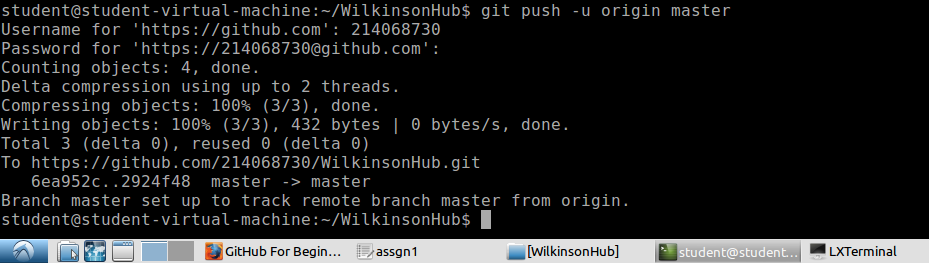 student@student-virtual-machine:~/WilkinsonHub$ git push -u origin master
Username for 'https://github.com': 214068730
Password for 'https://214068730@github.com':
Counting objects: 4, done.
Delta compression using up to 2 threads.
Compressing objects: 100% (3/3), done.
Writing objects: 100% (3/3), 432 bytes | 0 bytes/s, done.
Total 3 (delta 0), reused 0 (delta 0)
To https://github.com/214068730/WilkinsonHub.git
   6ea952c..2924f48  master -> master
Branch master set up to track remote branch master from origin.
student@student-virtual-machine:~/WilkinsonHub$
GitHub For Begin... assgn1 [WilkinsonHub] student@student... LXTerminal